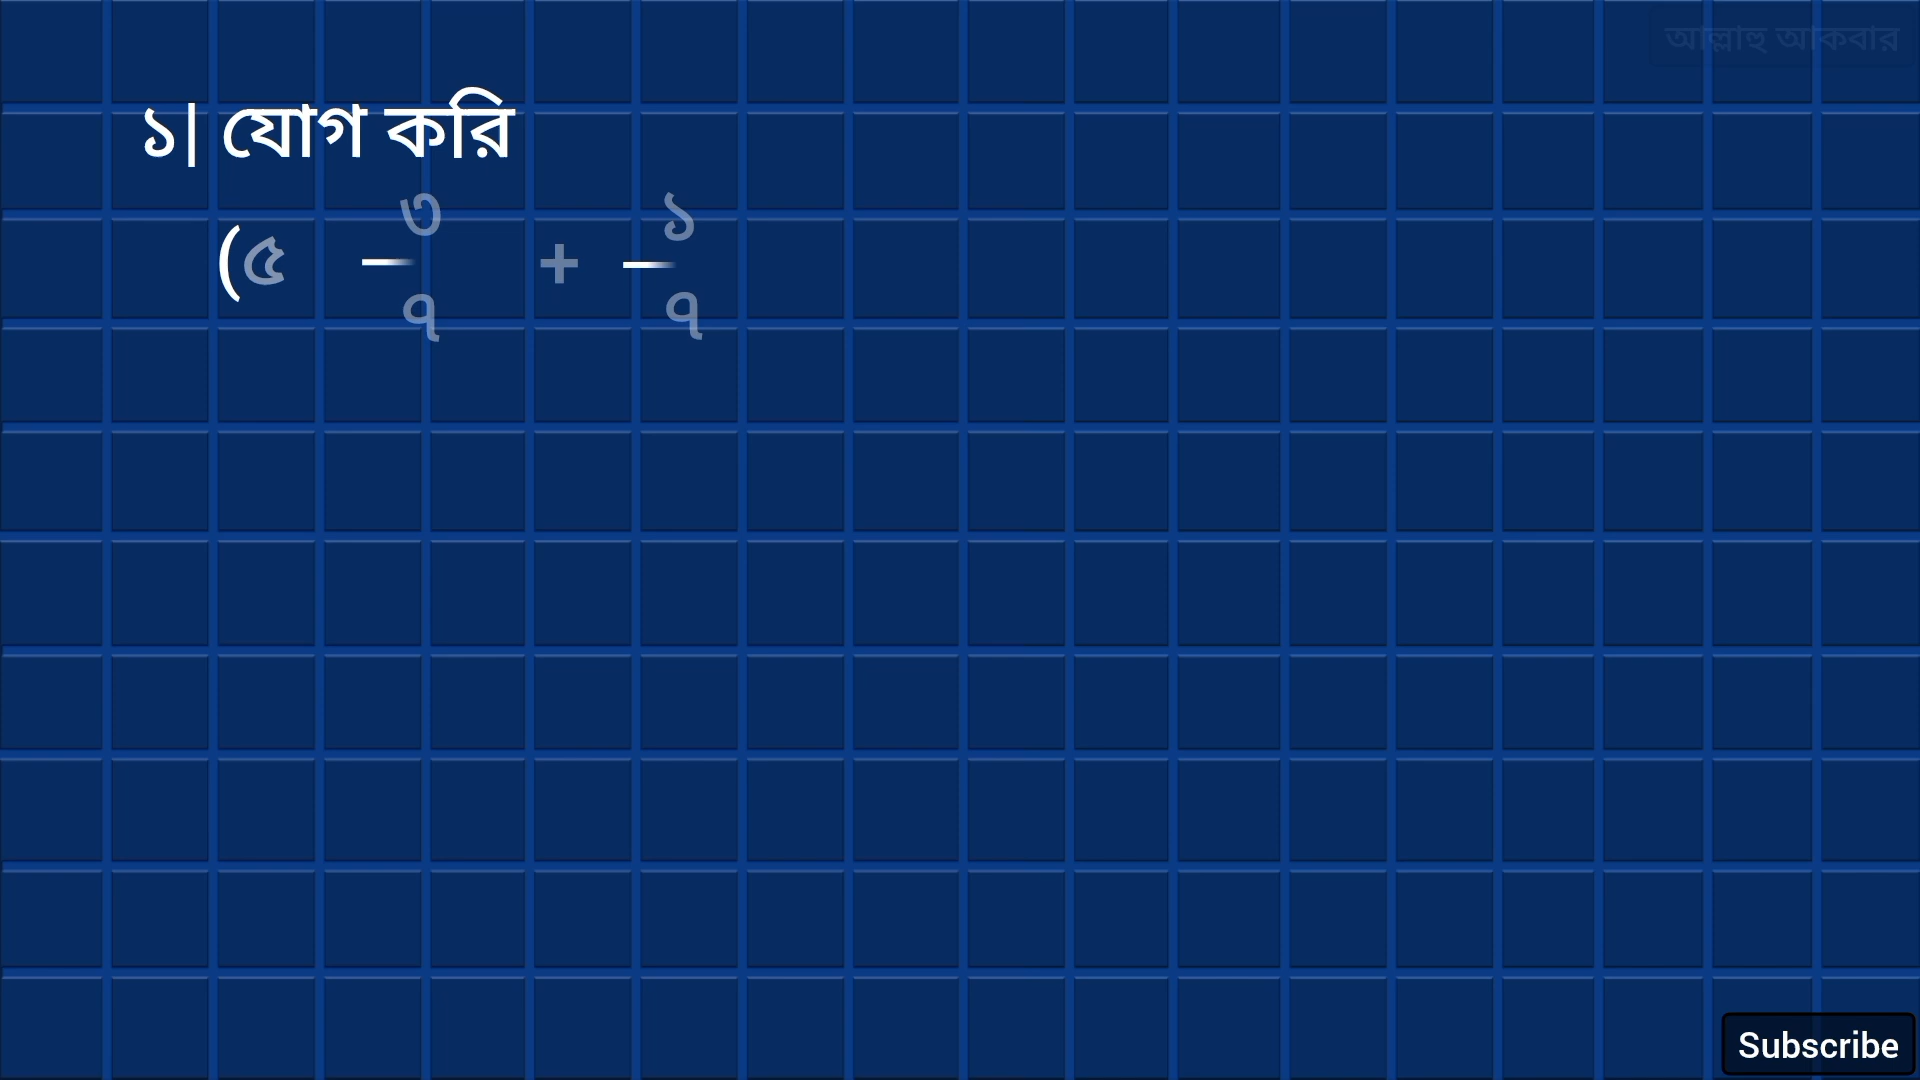 আল্লাহু আকবার
১| যোগ করি
(৫ ৩/৭ + ১/৭
Subscribe